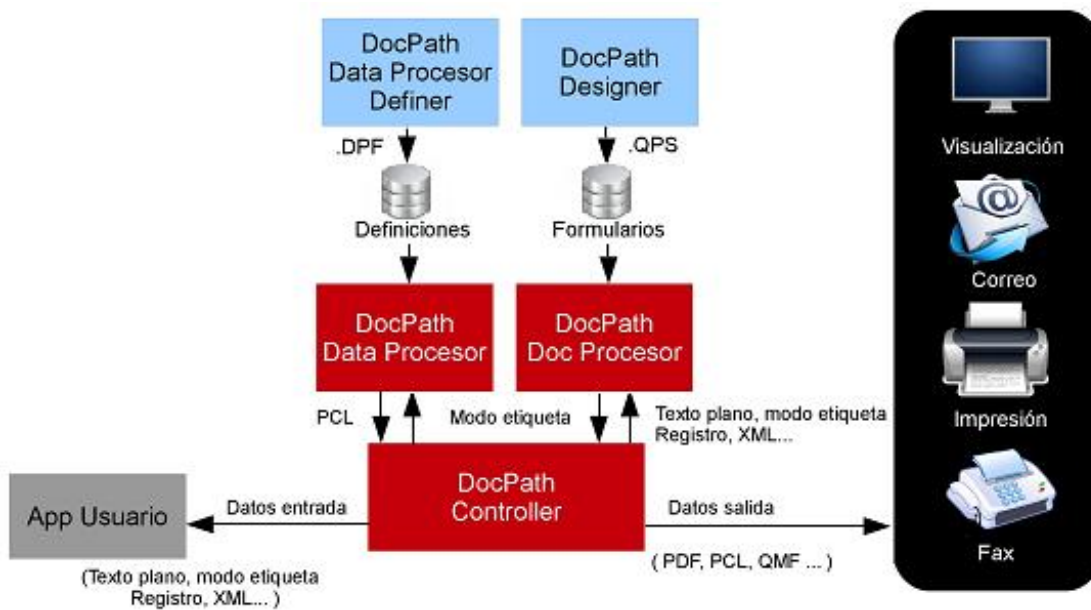 DocPath
Data Procesor
Definer
DocPath
Designer
.DPF
.QPS
Definiciones
Formularios
DocPath
Data Procesor
DocPath
Doc Procesor
PCL
Modo etiqueta
Texto plano, modo etiqueta
Registro, XML...
App Usuario
Datos entrada
DocPath
Controller
Datos salida
(Texto plano, modo etiqueta
Registro, XML... )
( PDF, PCL, QMF ... )
Visualización
@
Correo
Impresión
Fax